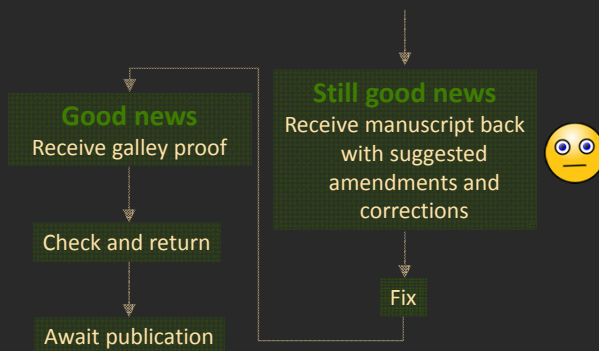 Good news
Receive galley proof
Check and return
Await publication
Still good news
Receive manuscript back
with suggested
amendments and
corrections
Fix